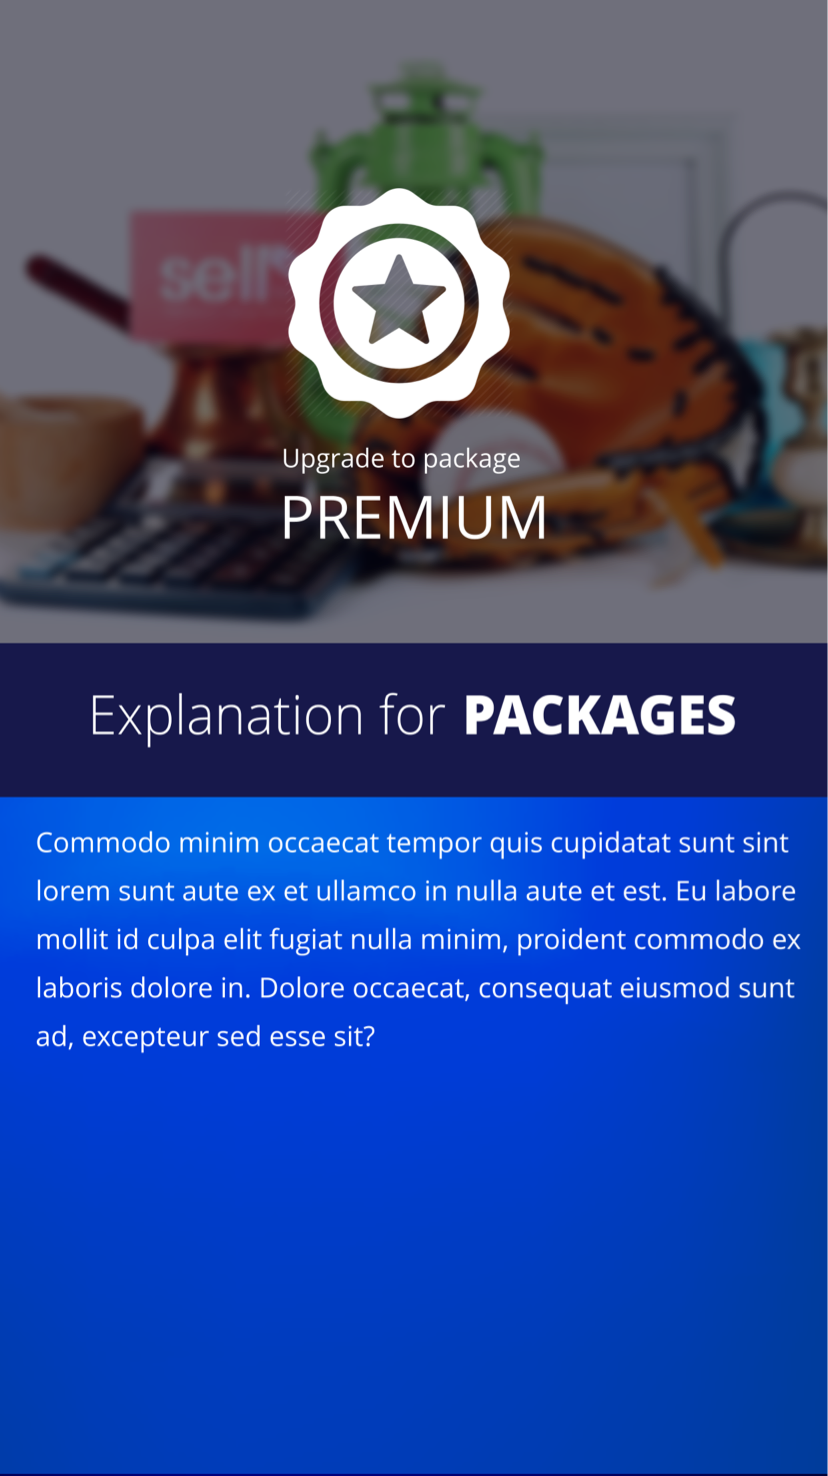 sell
Upgrade to package
PREMIUM
Explanation for PACKAGES
Commodo minim occaecat tempor quis cupidatat sunt sint
lorem sunt aute ex et ullamco in nulla aute et est. Eu labore
mollit id culpa elit fugiat nulla minim, proident commodo ex
laboris dolore in. Dolore occaecat, consequat eiusmod sunt
ad, excepteur sed esse sit?